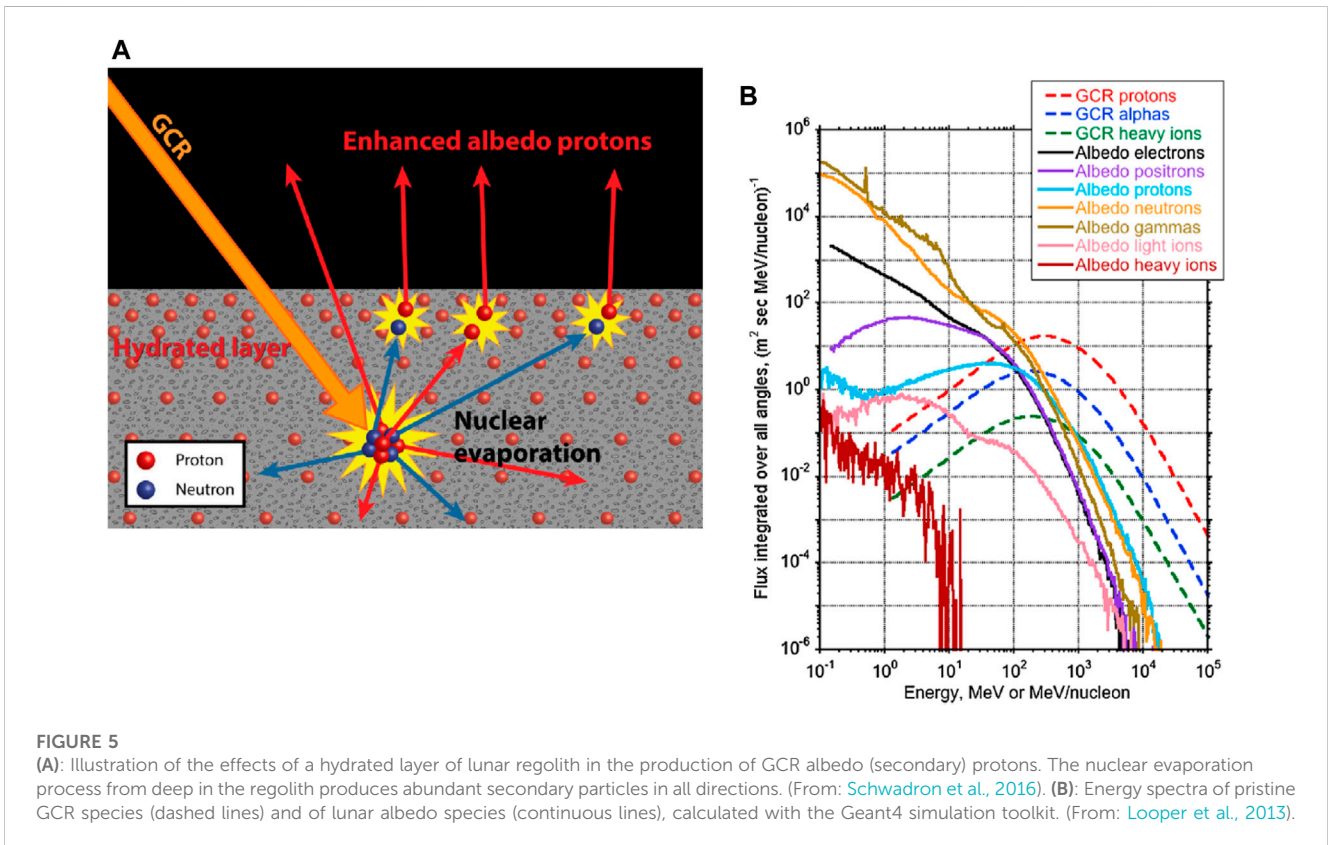 A
GCR
Enhanced albedo protons
Hydrated layer
Nuclear
evaporation
Proton
Neutron
B
GCR protons
GCR alphas
GCR heavy ions
Albedo electrons
Albedo positrons
Albedo protons
Albedo neutrons
Albedo gammas
Albedo light ions
Albedo heavy ions
Flux integrated over all angles, (m² sec MeV/nucleon)⁻¹
10⁶
10⁴
10²
10⁰
10⁻²
10⁻⁴
10⁻⁶
10⁻¹ 10⁰ 10¹ 10² 10³ 10⁴ 10⁵
Energy, MeV or MeV/nucleon
FIGURE 5
(A): Illustration of the effects of a hydrated layer of lunar regolith in the production of GCR albedo (secondary) protons. The nuclear evaporation
process from deep in the regolith produces abundant secondary particles in all directions. (From: Schwadron et al., 2016). (B): Energy spectra of pristine
GCR species (dashed lines) and of lunar albedo species (continuous lines), calculated with the Geant4 simulation toolkit. (From: Looper et al., 2013).